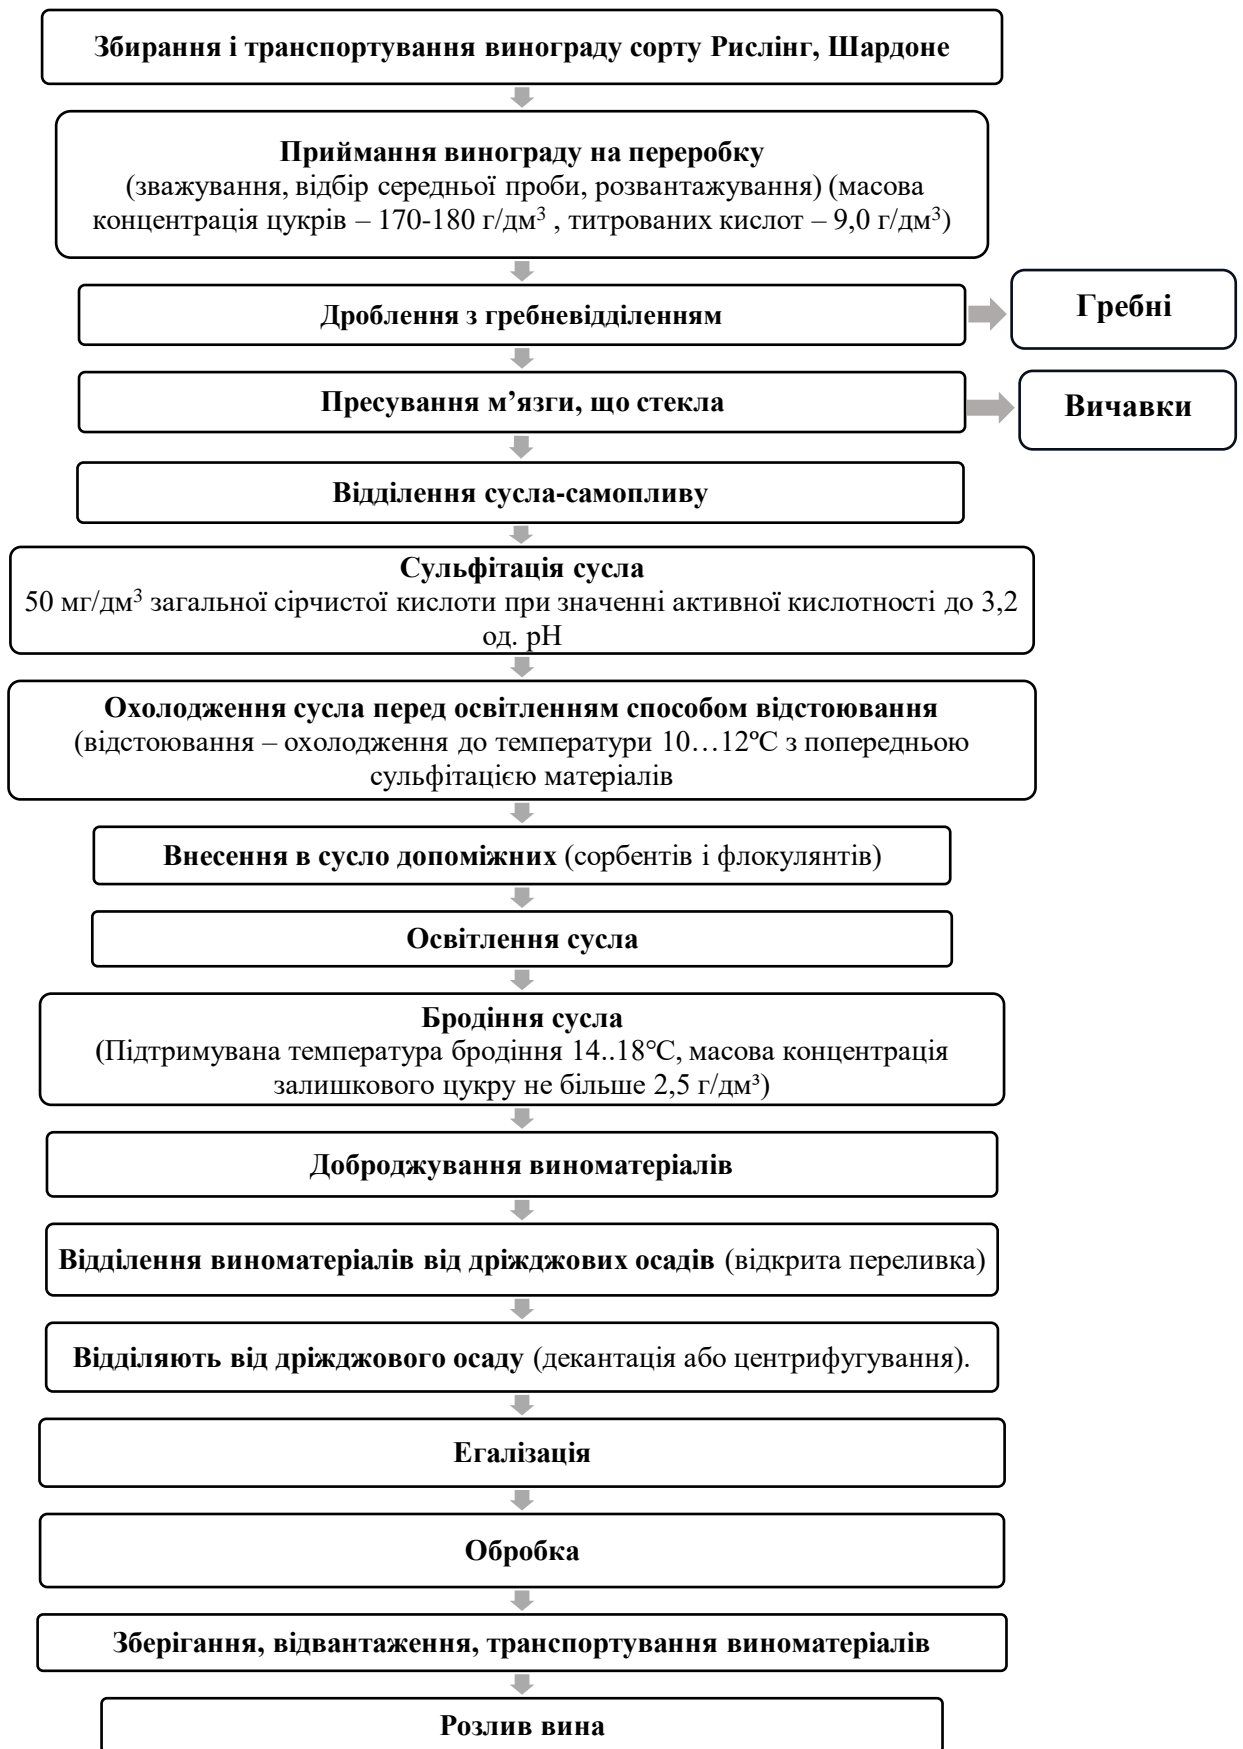 Збирання і транспортування винограду сорту Рислінг, Шардоне
Приймання винограду на переробку
(зважування, відбір середньої проби, розвантажування) (масова
концентрація цукрів – 170-180 г/дм³ , титрованих кислот – 9,0 г/дм³)
Дроблення з гребневідділенням
Гребні
Пресування м’язги, що стекла
Вичавки
Відділення сусла-самопливу
Сульфітація сусла
50 мг/дм³ загальної сірчистої кислоти при значенні активної кислотності до 3,2
од. рН
Охолодження сусла перед освітленням способом відстоювання
(відстоювання – охолодження до температури 10…12ºС з попередньою
сульфітацією матеріалів
Внесення в сусло допоміжних (сорбентів і флокулянтів)
Освітлення сусла
Бродіння сусла
(Підтримувана температура бродіння 14..18°С, масова концентрація
залишкового цукру не більше 2,5 г/дм³)
Доброджування виноматеріалів
Відділення виноматеріалів від дріжджових осадів (відкрита переливка)
Відділяють від дріжджового осаду (декантація або центрифугування).
Егалізація
Обробка
Зберігання, відвантаження, транспортування виноматеріалів
Розлив вина